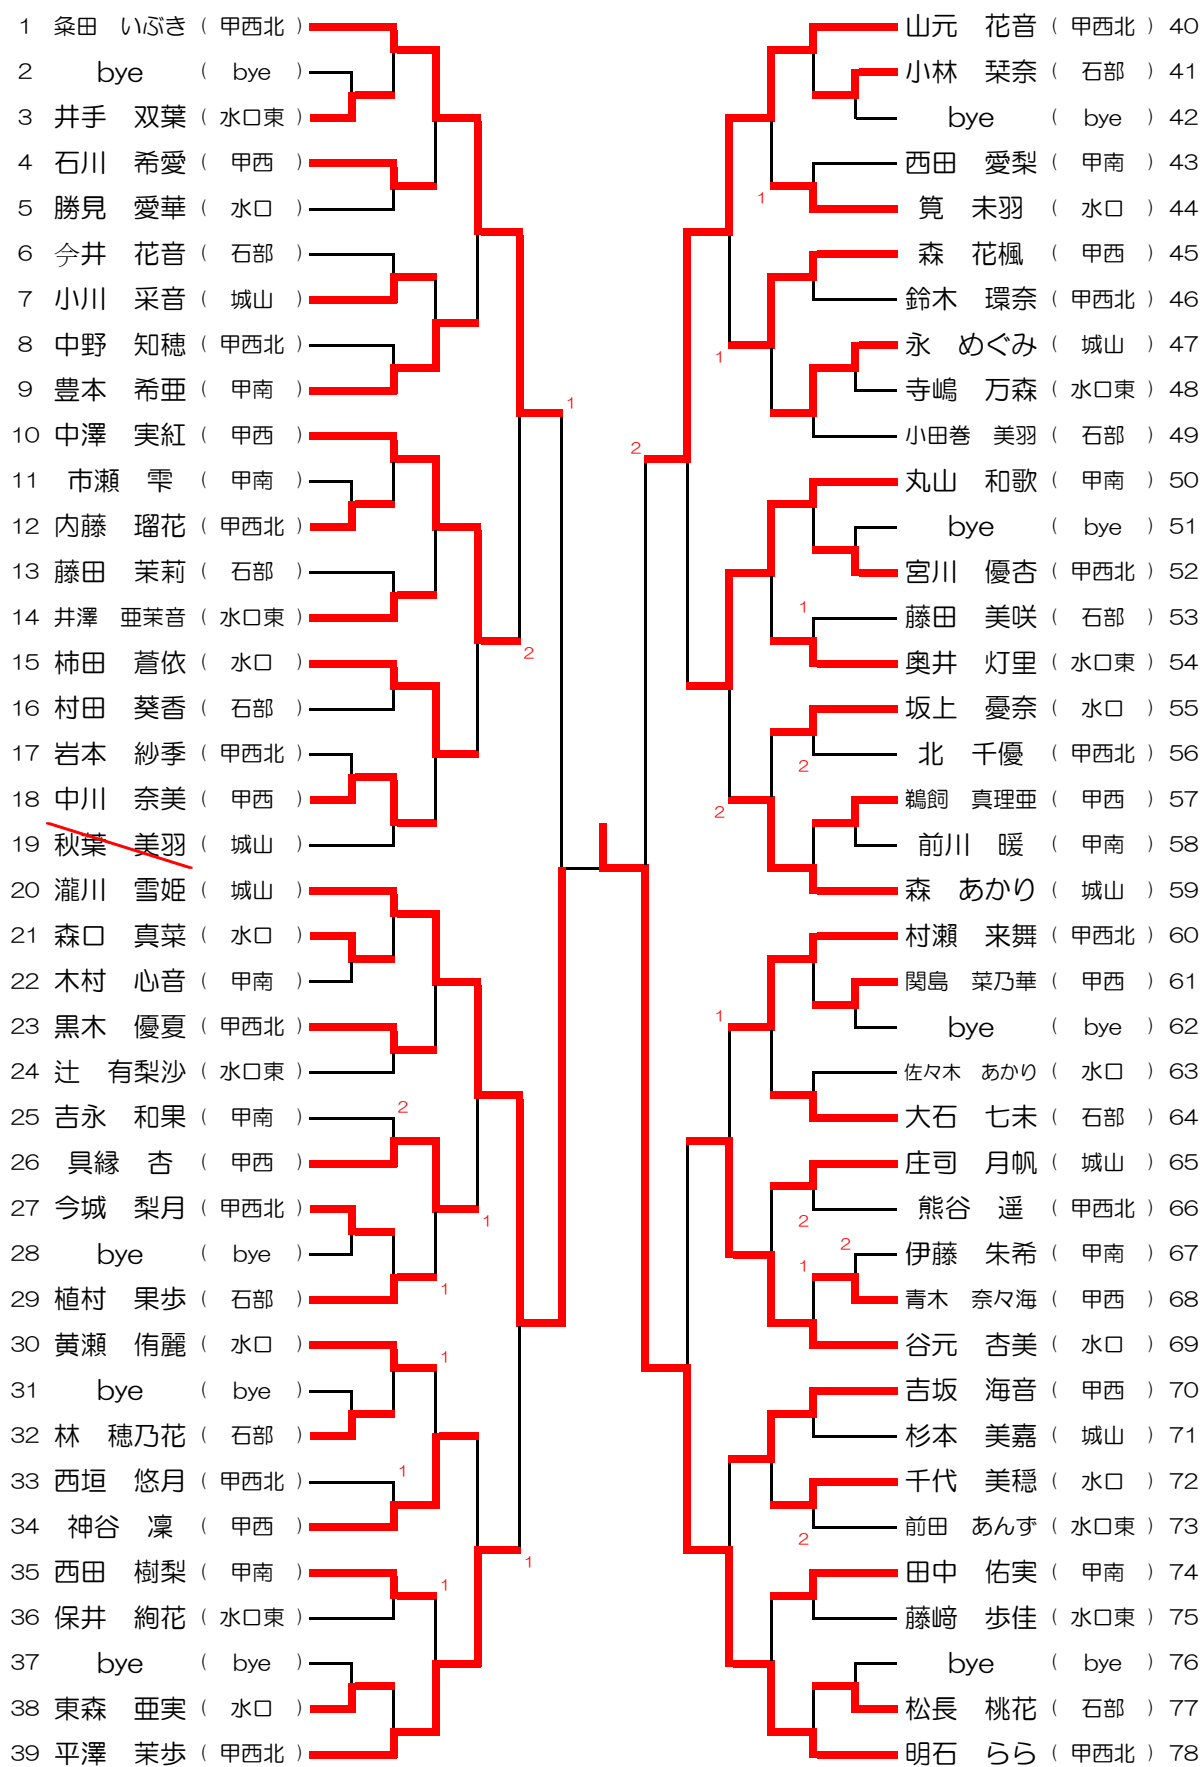 1 粂田 いぶき ( 甲西北 )
2 bye ( bye )
3 井手 双葉 ( 水口東 )
4 石川 希愛 ( 甲西 )
5 勝見 愛華 ( 水口 )
6 今井 花音 ( 石部 )
7 小川 采音 ( 城山 )
8 中野 知穂 ( 甲西北 )
9 豊本 希亜 ( 甲南 )
10 中澤 実紅 ( 甲西 )
11 市瀬 雫 ( 甲南 )
12 内藤 瑠花 ( 甲西北 )
13 藤田 茉莉 ( 石部 )
14 井澤 亜茉音 ( 水口東 )
15 柿田 蒼依 ( 水口 )
16 村田 葵香 ( 石部 )
17 岩本 紗季 ( 甲西北 )
18 中川 奈美 ( 甲西 )
19 秋葉 美羽 ( 城山 )
20 瀧川 雪姫 ( 城山 )
21 森口 真菜 ( 水口 )
22 木村 心音 ( 甲南 )
23 黒木 優夏 ( 甲西北 )
24 辻 有梨沙 ( 水口東 )
25 吉永 和果 ( 甲南 )
26 具縁 杏 ( 甲西 )
27 今城 梨月 ( 甲西北 )
28 bye ( bye )
29 植村 果歩 ( 石部 )
30 黄瀬 侑麗 ( 水口 )
31 bye ( bye )
32 林 穂乃花 ( 石部 )
33 西垣 悠月 ( 甲西北 )
34 神谷 凜 ( 甲西 )
35 西田 樹梨 ( 甲南 )
36 保井 絢花 ( 水口東 )
37 bye ( bye )
38 東森 亜実 ( 水口 )
39 平澤 茉歩 ( 甲西北 )
1
2
2
1
1
1
1
1
1
山元 花音 ( 甲西北 ) 40
小林 栞奈 ( 石部 ) 41
bye ( bye ) 42
西田 愛梨 ( 甲南 ) 43
筧 未羽 ( 水口 ) 44
森 花楓 ( 甲西 ) 45
鈴木 環奈 ( 甲西北 ) 46
永 めぐみ ( 城山 ) 47
寺嶋 万森 ( 水口東 ) 48
小田巻 美羽 ( 石部 ) 49
丸山 和歌 ( 甲南 ) 50
bye ( bye ) 51
宮川 優杏 ( 甲西北 ) 52
藤田 美咲 ( 石部 ) 53
奥井 灯里 ( 水口東 ) 54
坂上 憂奈 ( 水口 ) 55
北 千優 ( 甲西北 ) 56
鵜飼 真理亜 ( 甲西 ) 57
前川 暖 ( 甲南 ) 58
森 あかり ( 城山 ) 59
村瀬 来舞 ( 甲西北 ) 60
関島 菜乃華 ( 甲西 ) 61
bye ( bye ) 62
佐々木 あかり ( 水口 ) 63
大石 七未 ( 石部 ) 64
庄司 月帆 ( 城山 ) 65
熊谷 遥 ( 甲西北 ) 66
伊藤 朱希 ( 甲南 ) 67
青木 奈々海 ( 甲西 ) 68
谷元 杏美 ( 水口 ) 69
吉坂 海音 ( 甲西 ) 70
杉本 美嘉 ( 城山 ) 71
千代 美穏 ( 水口 ) 72
前田 あんず ( 水口東 ) 73
田中 佑実 ( 甲南 ) 74
藤﨑 歩佳 ( 水口東 ) 75
bye ( bye ) 76
松長 桃花 ( 石部 ) 77
明石 らら ( 甲西北 ) 78
1
1
2
1
2
2
1
2
2
1
2